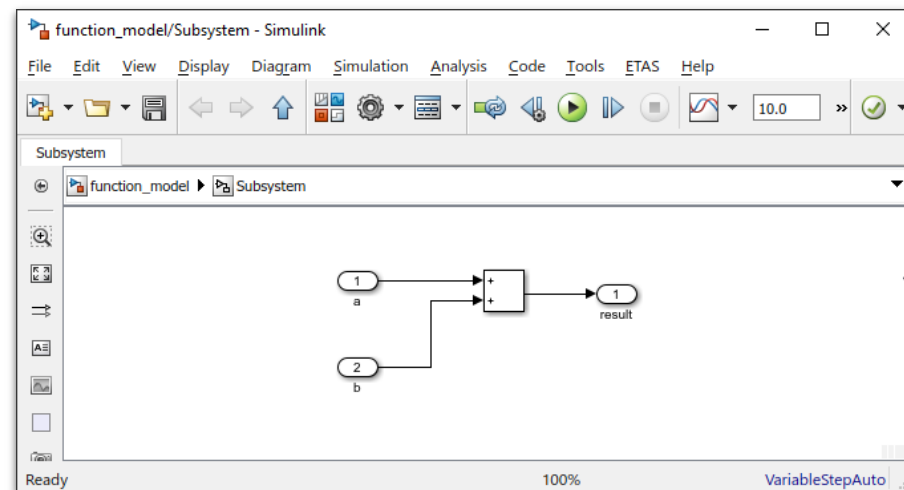 function_model/Subsystem - Simulink
File Edit View Display Diagram Simulation Analysis Code Tools ETAS Help
10.0 »
Subsystem
function_model Subsystem
1
a
+
+
1
result
2
b
A
Ready 100% VariableStepAuto